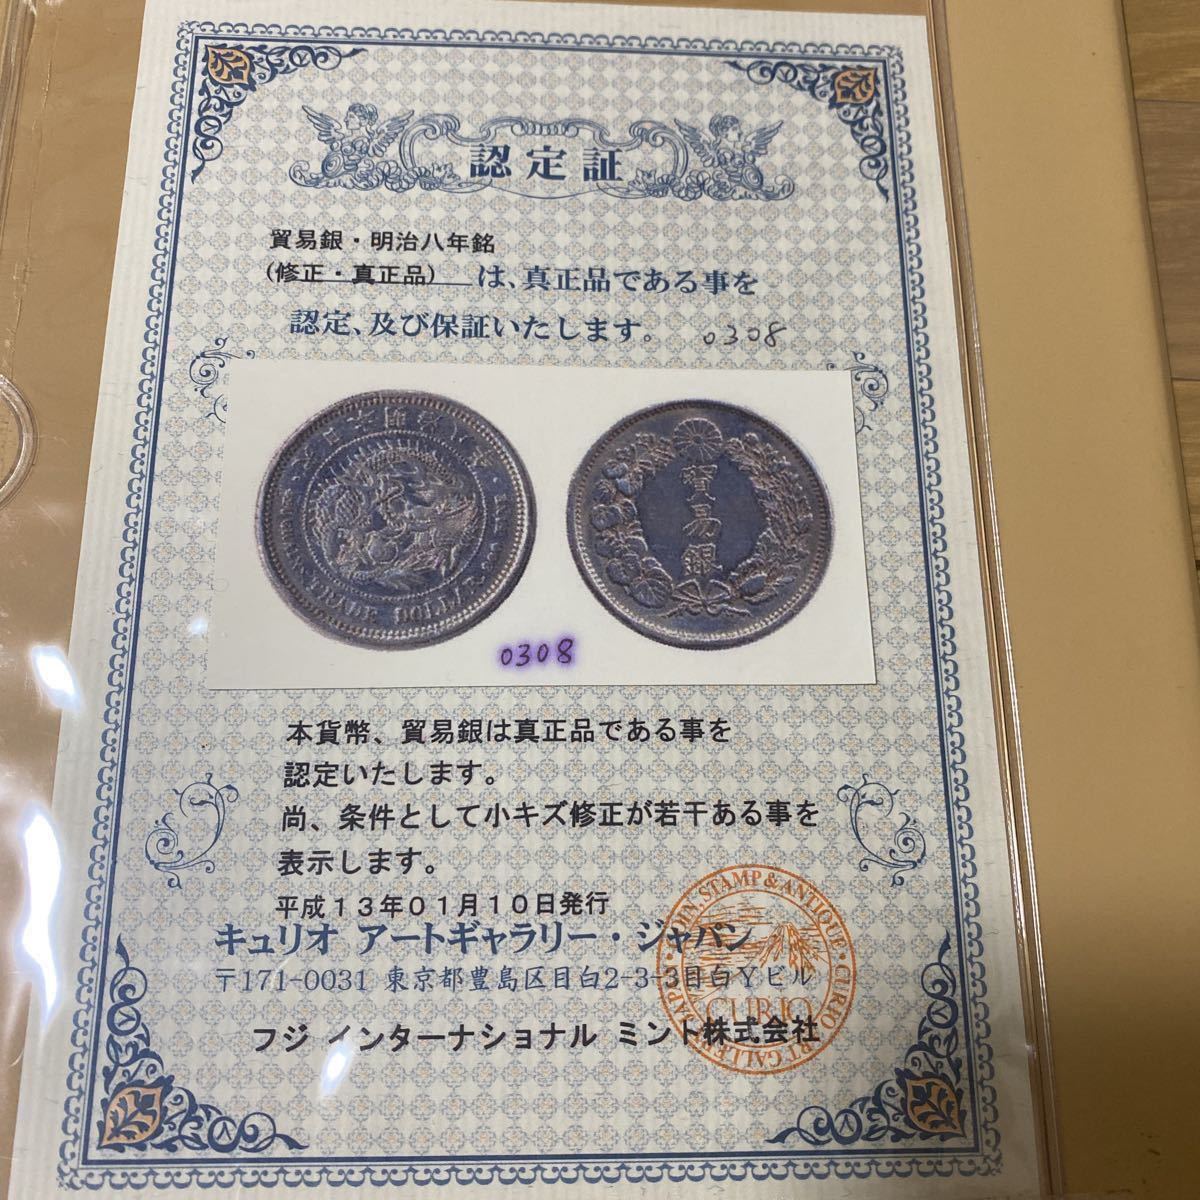 認定証
貿易銀・明治八年銘
(修正・真正品) は、真正品である事を
認定、及び保証いたします。 0308
TRADE DOLL
貿易銀
0308
本貨幣、貿易銀は真正品である事を
認定いたします。
尚、条件として小キズ修正が若干ある事を
表示します。
平成13年01月10日発行
キュリオ アートギャラリー・ジャパン
〒171-0031 東京都豊島区目白2-3-3目白Yビル
フジ インターナショナル ミント株式会社
COIN, STAMP & ANTIQUE
CURIO